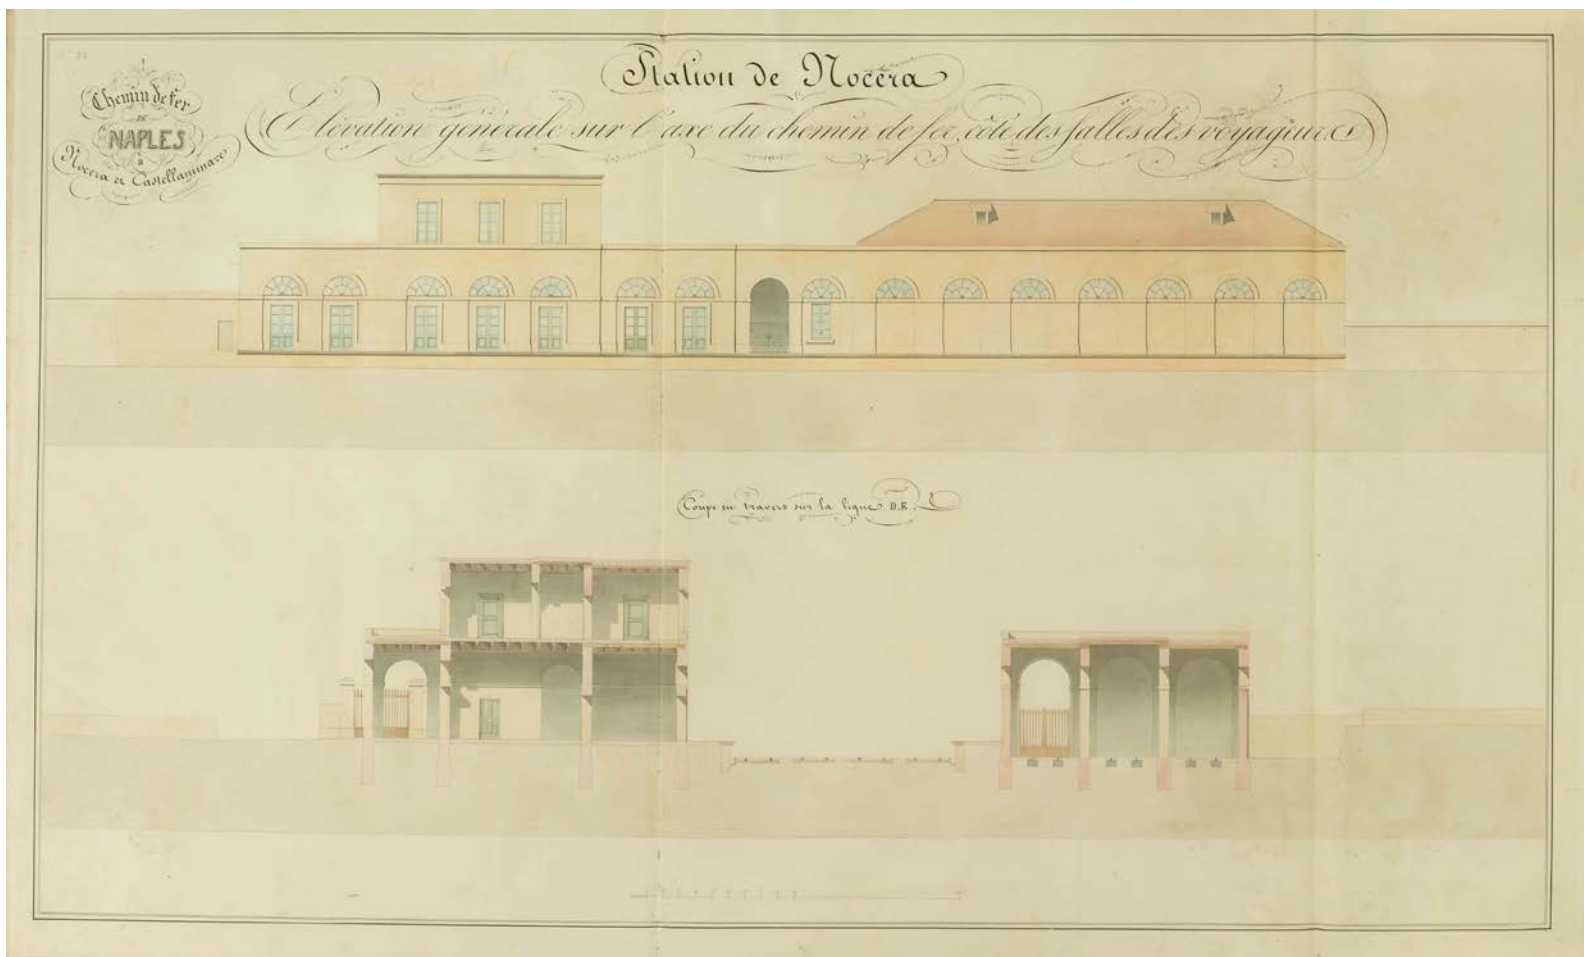 Chemin de fer
DE
NAPLES
à
Nocera et Castellammare
Station de Nocera
Élévation générale sur l'axe du chemin de fer, côté des salles des voyageurs
Coupe en travers sur la ligne D.E.